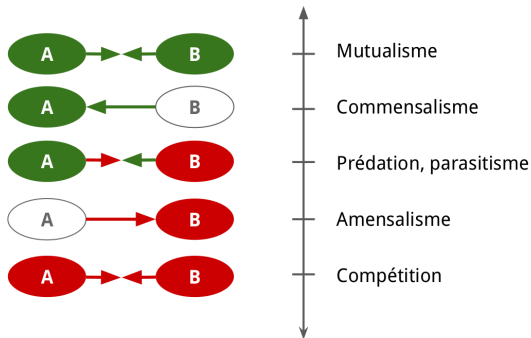 A B Mutualisme
A B Commensalisme
A B Prédation, parasitisme
A B Amensalisme
A B Compétition